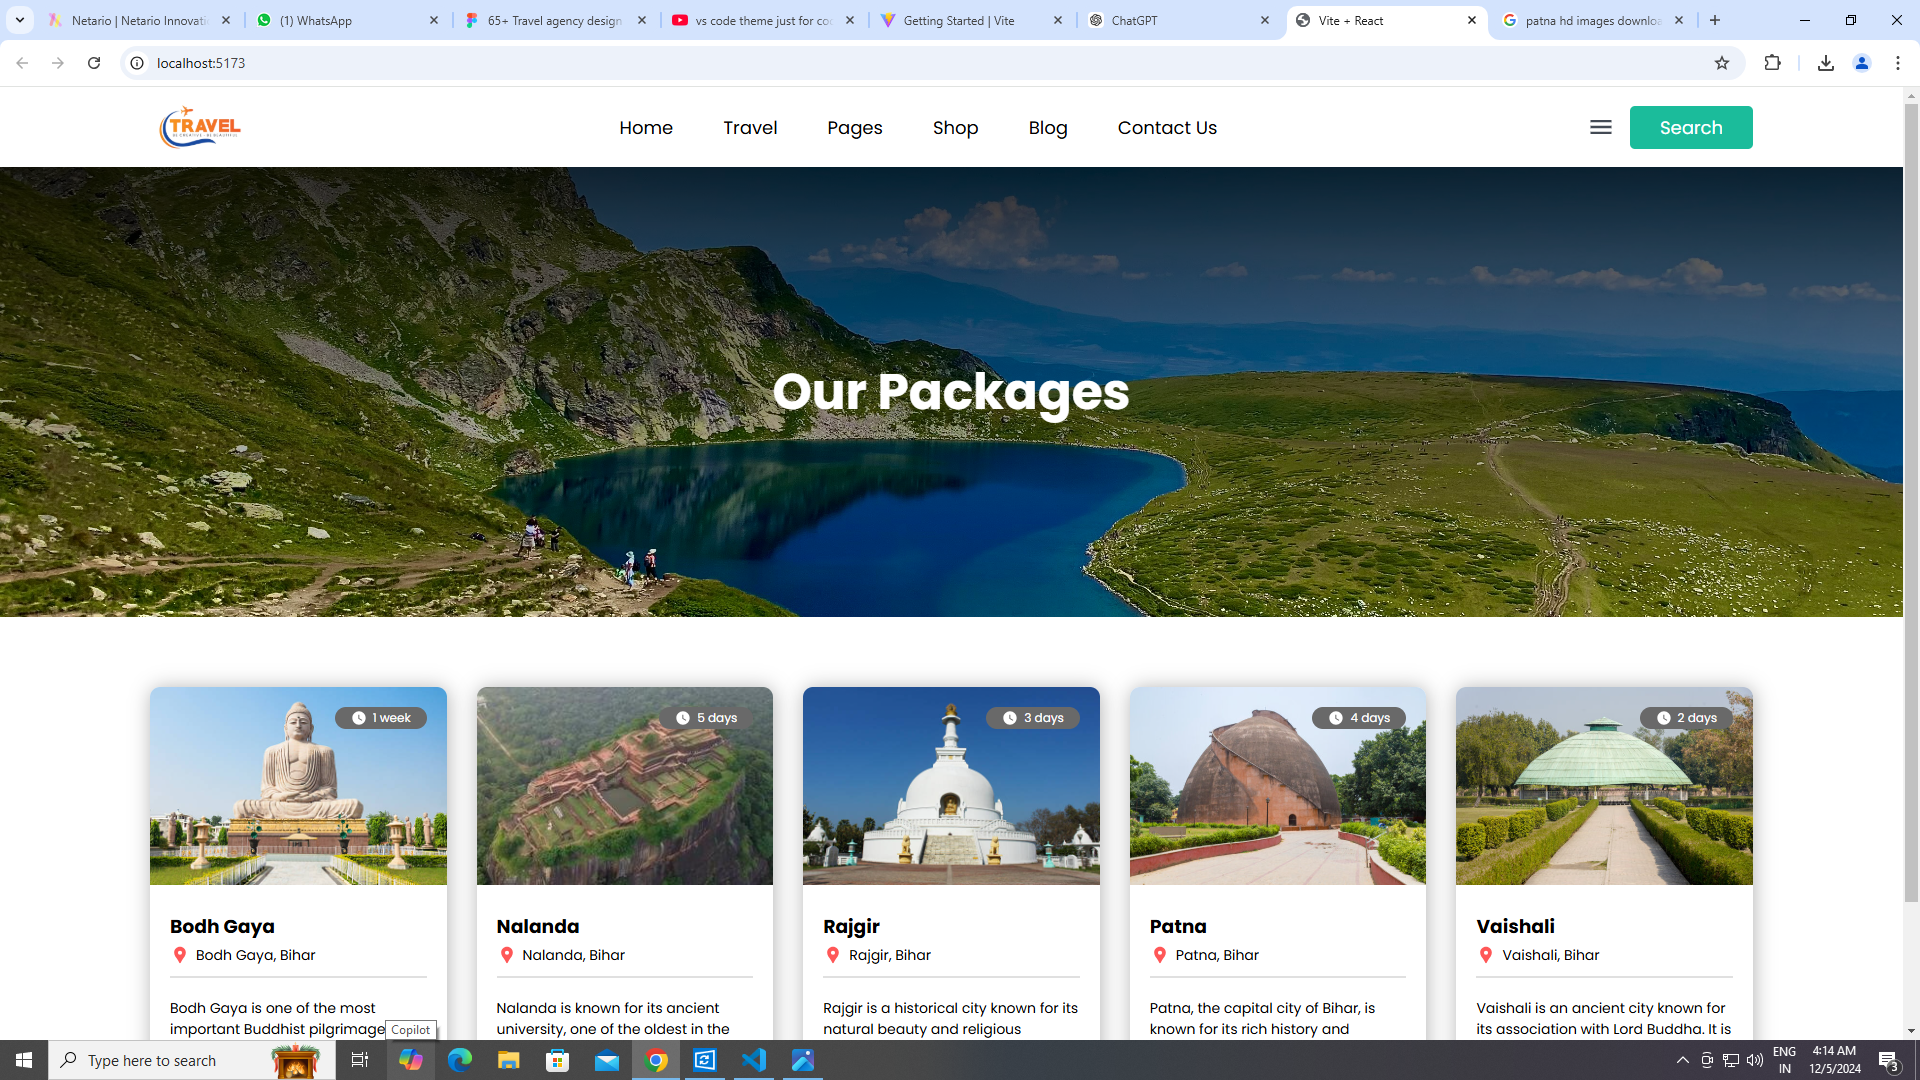 Netario | Netario Innovati
(1) WhatsApp
65+ Travel agency design
vs code theme just for coo
Getting Started | Vite
ChatGPT
Vite + React
patna hd images downloa
localhost:5173
TRAVEL
Home
Travel
Pages
Shop
Blog
Contact Us
Search
Our Packages
1 week
5 days
3 days
4 days
2 days
Bodh Gaya
Bodh Gaya, Bihar
Bodh Gaya is one of the most
important Buddhist pilgrimage
Nalanda
Nalanda, Bihar
Nalanda is known for its ancient
university, one of the oldest in the
Rajgir
Rajgir, Bihar
Rajgir is a historical city known for its
natural beauty and religious
Patna
Patna, Bihar
Patna, the capital city of Bihar, is
known for its rich history and
Vaishali
Vaishali, Bihar
Vaishali is an ancient city known for
its association with Lord Buddha. It is
Copilot
Type here to search
ENG
IN
4:14 AM
12/5/2024
3